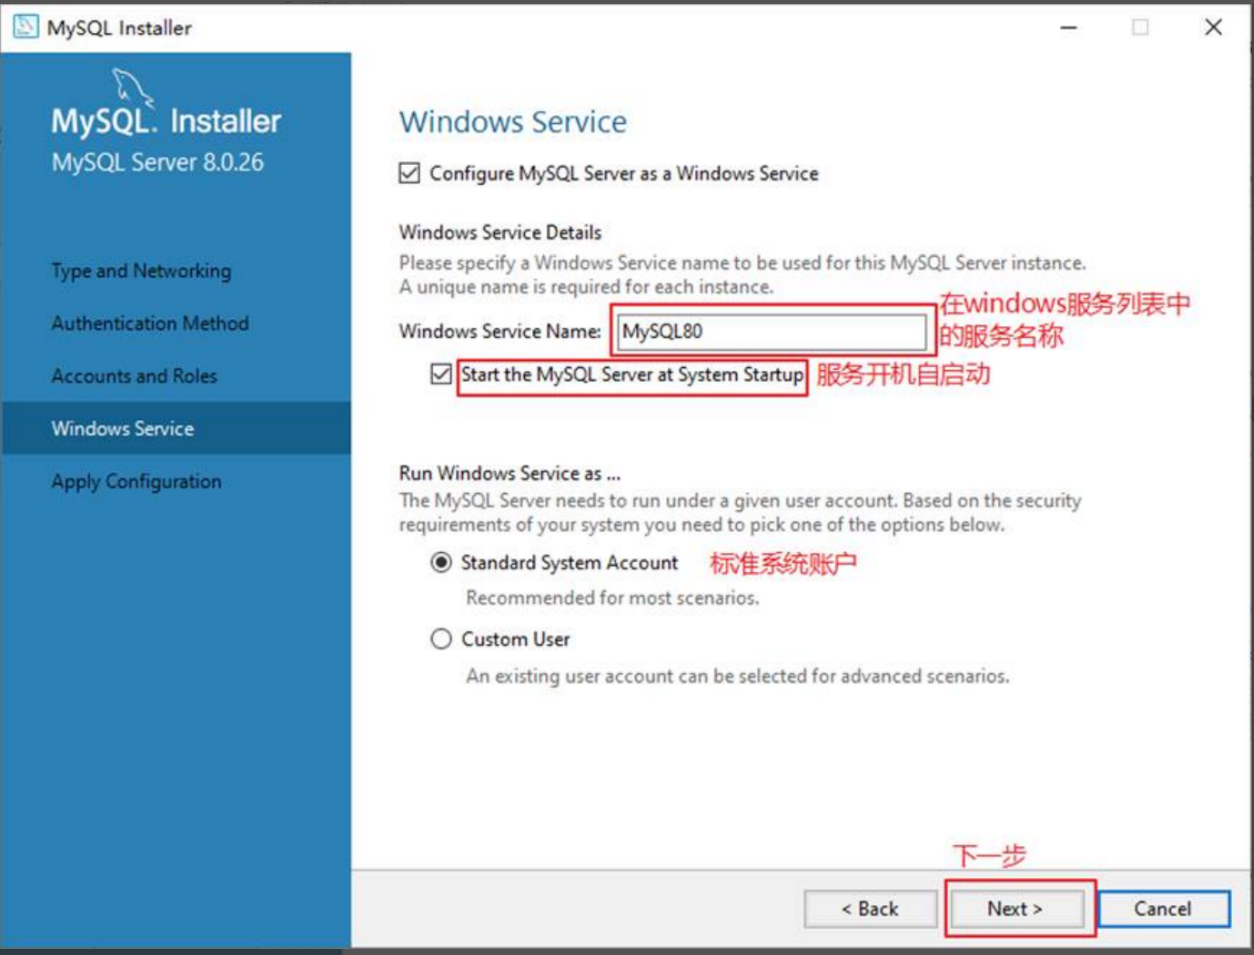 MySQL Installer
MySQL. Installer
MySQL Server 8.0.26
Type and Networking
Authentication Method
Accounts and Roles
Windows Service
Apply Configuration
Windows Service
Configure MySQL Server as a Windows Service
Windows Service Details
Please specify a Windows Service name to be used for this MySQL Server instance.
A unique name is required for each instance.
Windows Service Name: MySQL80
在windows服务列表中
的服务名称
Start the MySQL Server at System Startup 服务开机自启动
Run Windows Service as ...
The MySQL Server needs to run under a given user account. Based on the security
requirements of your system you need to pick one of the options below.
Standard System Account 标准系统账户
Recommended for most scenarios.
Custom User
An existing user account can be selected for advanced scenarios.
下一步
< Back Next > Cancel